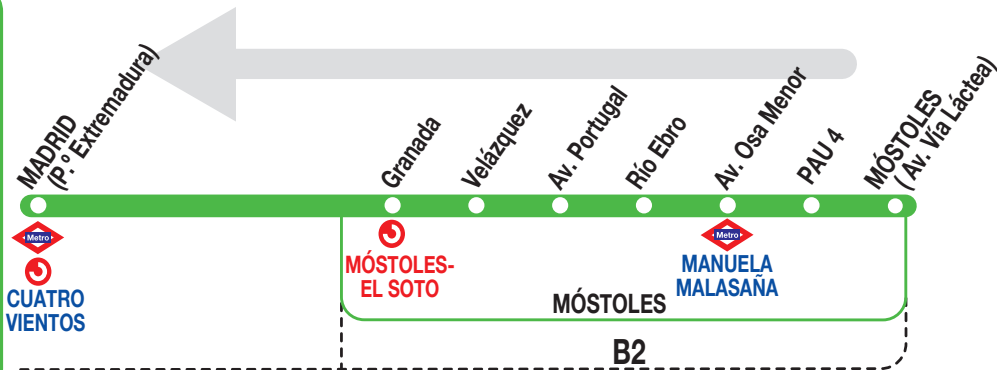 MADRID
(P.º Extremadura)
Granada
Velázquez
Av. Portugal
Río Ebro
Av. Osa Menor
PAU 4
MÓSTOLES
( Av. Vía Láctea)
Metro
CUATRO
VIENTOS
MÓSTOLES-
EL SOTO
Metro
MANUELA
MALASAÑA
MÓSTOLES
B2